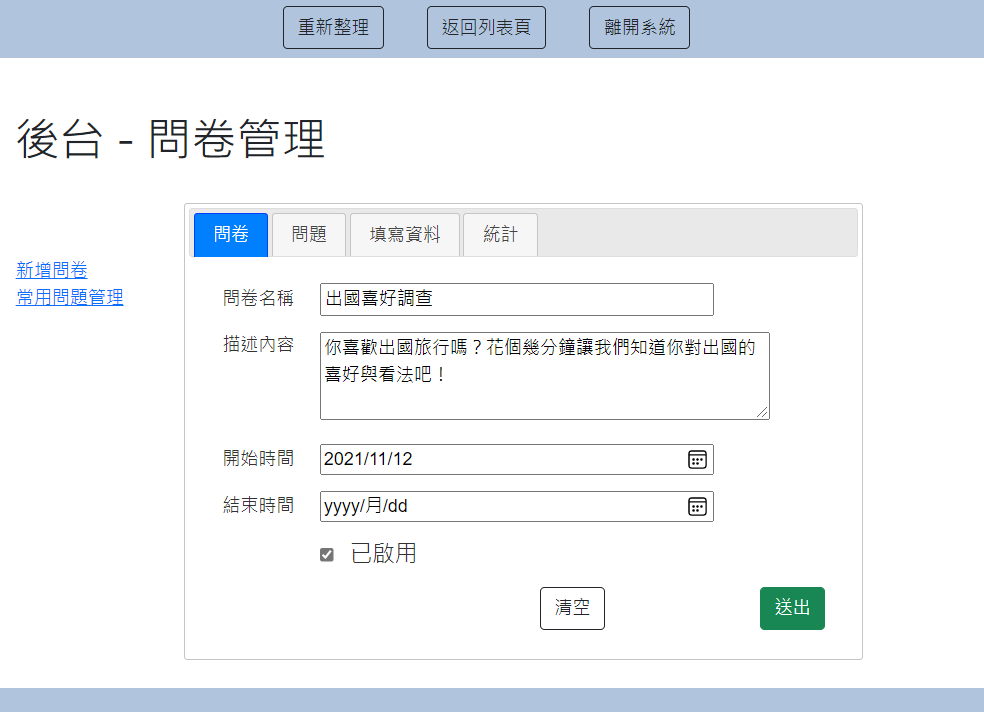 重新整理 返回列表頁 離開系統
後台 - 問卷管理
問卷 問題 填寫資料 統計
新增問卷
常用問題管理
問卷名稱 出國喜好調查
描述內容 你喜歡出國旅行嗎？花個幾分鐘讓我們知道你對出國的
喜好與看法吧！
開始時間 2021/11/12
結束時間 yyyy/月/dd
已啟用
清空 送出